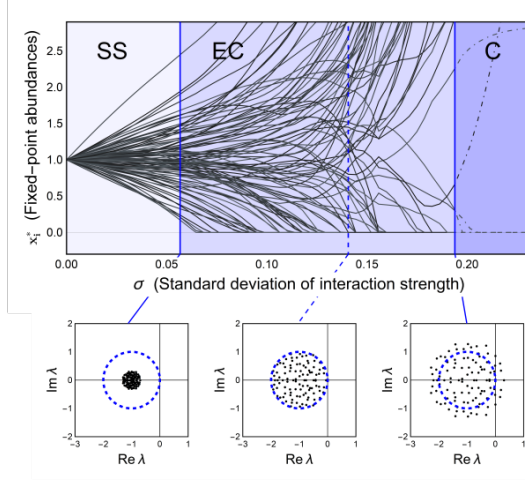 SS EC C
2.5
2.0
1.5
1.0
0.5
0.0
x*i (Fixed-point abundances)
0.00 0.05 0.10 0.15 0.20
σ (Standard deviation of interaction strength)
2 2 2
1 1 1
0 0 0
-1 -1 -1
-2 -2 -2
Im λ Im λ Im λ
-3 -2 -1 0 1 -3 -2 -1 0 1 -3 -2 -1 0 1
Re λ Re λ Re λ